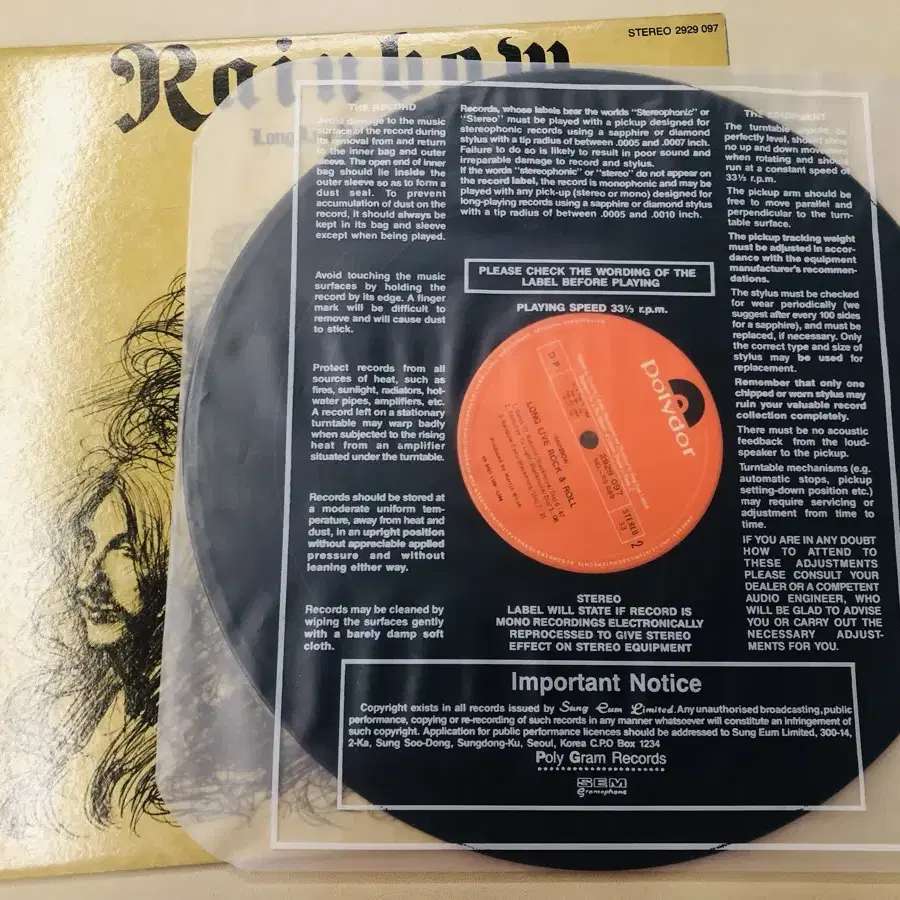 Rainbow
STEREO 2929 097
THE RECORD
Avoid damage to the music
surface of the record during
its removal from and return
to the inner bag and outer
sleeve. The open end of inner
bag should lie inside the
outer sleeve so as to form a
dust seal. To prevent
accumulation of dust on the
record, it should always be
kept in its bag and sleeve
except when being played.
Avoid touching the music
surfaces by holding the
record by its edge. A finger
mark will be difficult to
remove and will cause dust
to stick.
Protect records from all
sources of heat, such as
fires, sunlight, radiators, hot-
water pipes, amplifiers, etc.
A record left on a stationary
turntable may warp badly
when subjected to the rising
heat from an amplifier
situated under the turntable.
Records should be stored at
a moderate uniform tem-
perature, away from heat and
dust, in an upright position
without appreciable applied
pressure and without
leaning either way.
Records may be cleaned by
wiping the surfaces gently
with a barely damp soft
cloth.
Records, whose labels bear the worlds "Stereophonic" or
"Stereo" must be played with a pickup designed for
stereophonic records using a sapphire or diamond
stylus with a tip radius of between .0005 and .0007 inch.
Failure to do so is likely to result in poor sound and
irreparable damage to record and stylus.
If the words "stereophonic" or "stereo" do not appear on
the record label, the record is monophonic and may be
played with any pick-up (stereo or mono) designed for
long-playing records using a sapphire or diamond stylus
with a tip radius of between .0005 and .0010 inch.
PLEASE CHECK THE WORDING OF THE
LABEL BEFORE PLAYING
PLAYING SPEED 33⅓ r.p.m.
polydor
2929 097
STEREO 2
33
RAINBOW
LONG LIVE ROCK & ROLL
STEREO
LABEL WILL STATE IF RECORD IS
MONO RECORDINGS ELECTRONICALLY
REPROCESSED TO GIVE STEREO
EFFECT ON STEREO EQUIPMENT
THE EQUIPMENT
The turntable should be
perfectly level, should show
no up and down movement
when rotating and should
run at a constant speed of
33⅓ r.p.m.
The pickup arm should be
free to move parallel and
perpendicular to the turn-
table surface.
The pickup tracking weight
must be adjusted in accor-
dance with the equipment
manufacturer's recommen-
dations.
The stylus must be checked
for wear periodically (we
suggest after every 100 sides
for a sapphire), and must be
replaced, if necessary. Only
the correct type and size of
stylus may be used for
replacement.
Remember that only one
chipped or worn stylus may
ruin your valuable record
collection completely.
There must be no acoustic
feedback from the loud-
speaker to the pickup.
Turntable mechanisms (e.g.
automatic stops, pickup
setting-down position etc.)
may require servicing or
adjustment from time to
time.
IF YOU ARE IN ANY DOUBT
HOW TO ATTEND TO
THESE ADJUSTMENTS
PLEASE CONSULT YOUR
DEALER OR A COMPETENT
AUDIO ENGINEER, WHO
WILL BE GLAD TO ADVISE
YOU OR CARRY OUT THE
NECESSARY ADJUST-
MENTS FOR YOU.
Important Notice
Copyright exists in all records issued by Sung Eum Limited. Any unauthorised broadcasting, public
performance, copying or re-recording of such records in any manner whatsoever will constitute an infringement of
such copyright. Application for public performance licences should be addressed to Sung Eum Limited, 300-14,
2-Ka, Sung Soo-Dong, Sungdong-Ku, Seoul, Korea C.P.O Box 1234
Poly Gram Records
SEM
Gramophone